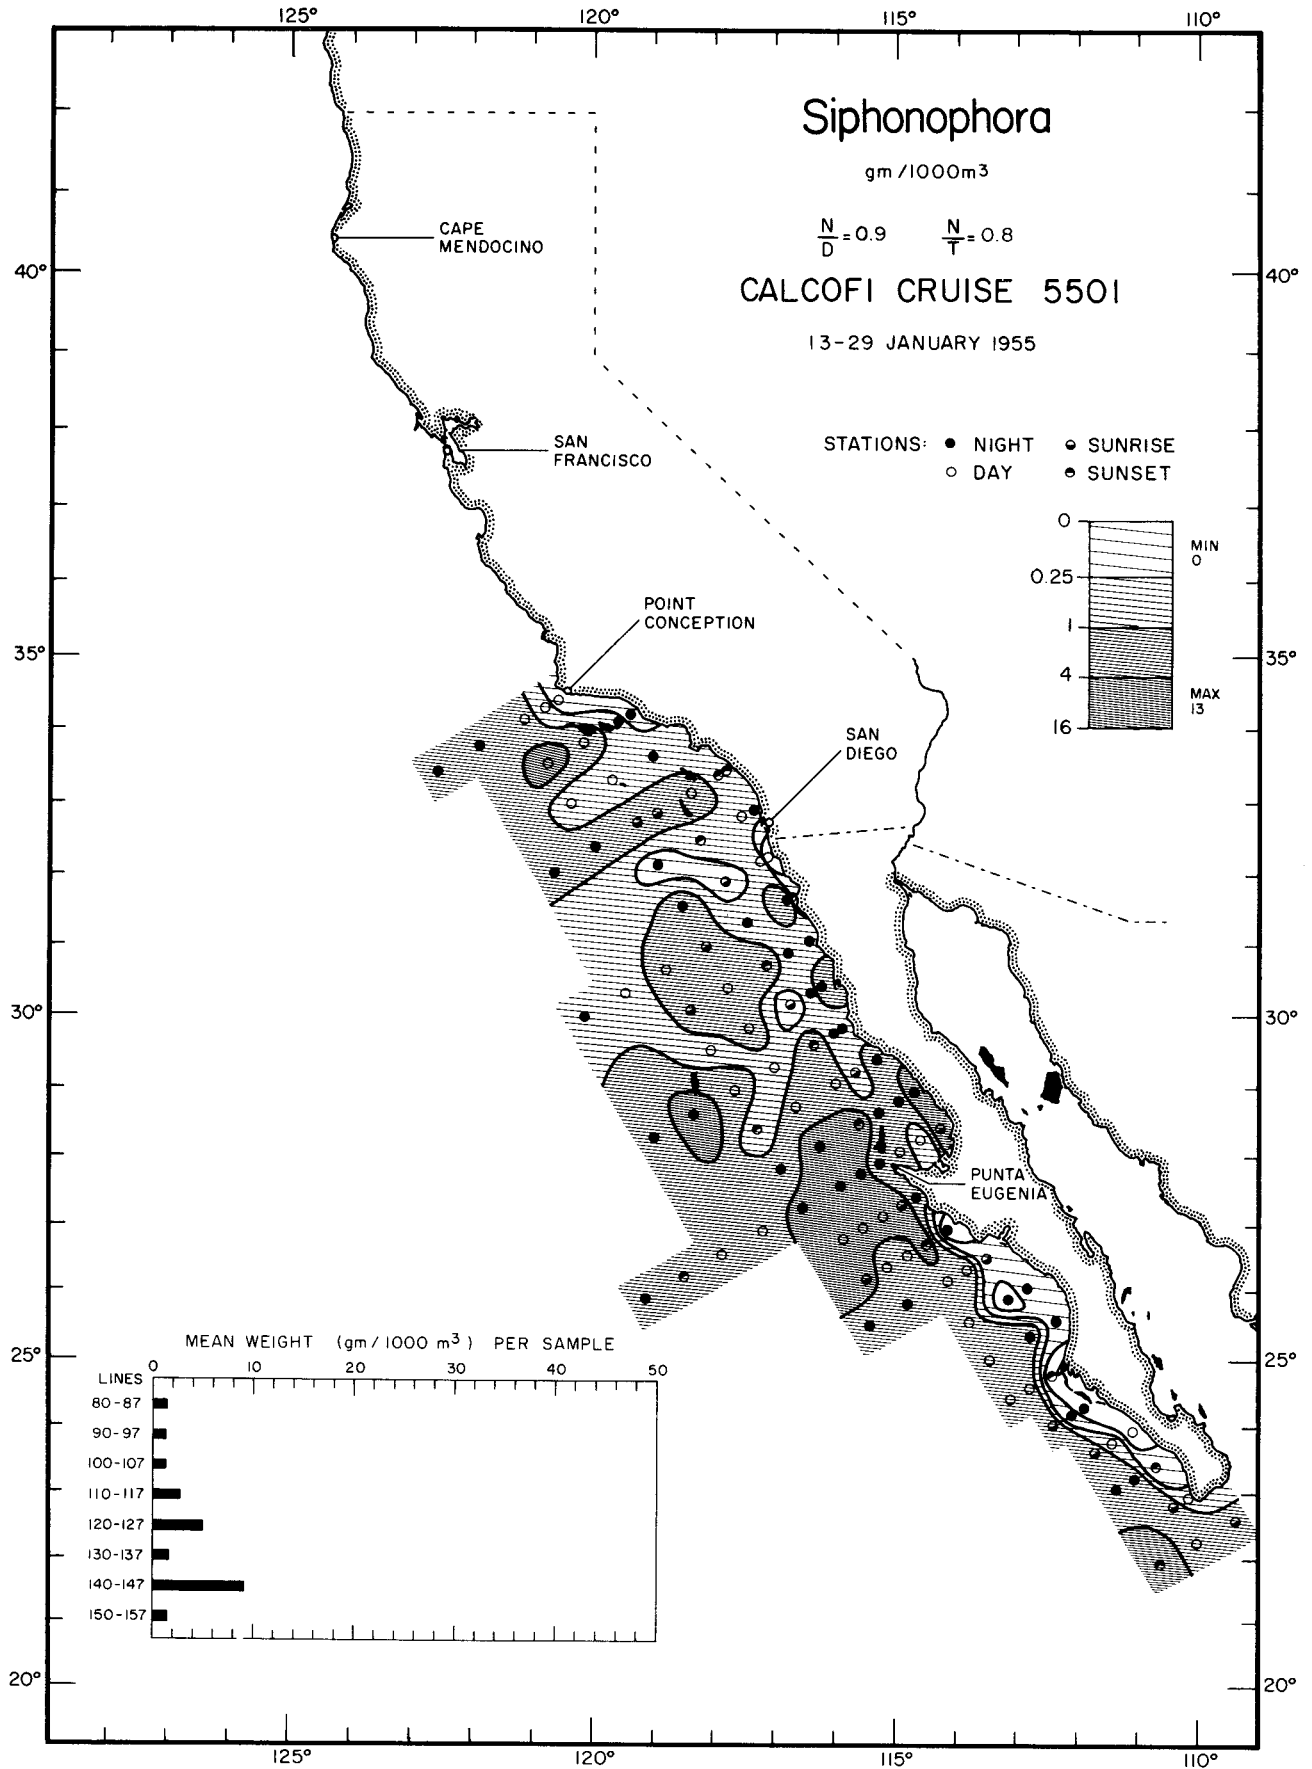 125° 120° 115° 110°
Siphonophora
gm/1000m³
N/D = 0.9 N/T = 0.8
CALCOFI CRUISE 5501
13-29 JANUARY 1955
CAPE
MENDOCINO
40° 40°
SAN
FRANCISCO
STATIONS: ● NIGHT SUNRISE
○ DAY SUNSET
0
MIN
0
0.25
1
4
MAX
13
16
POINT
CONCEPTION
35° 35°
SAN
DIEGO
30° 30°
PUNTA
EUGENIA
25° 25°
MEAN WEIGHT (gm/1000 m³) PER SAMPLE
LINES 0 10 20 30 40 50
80-87
90-97
100-107
110-117
120-127
130-137
140-147
150-157
20° 20°
125° 120° 115° 110°